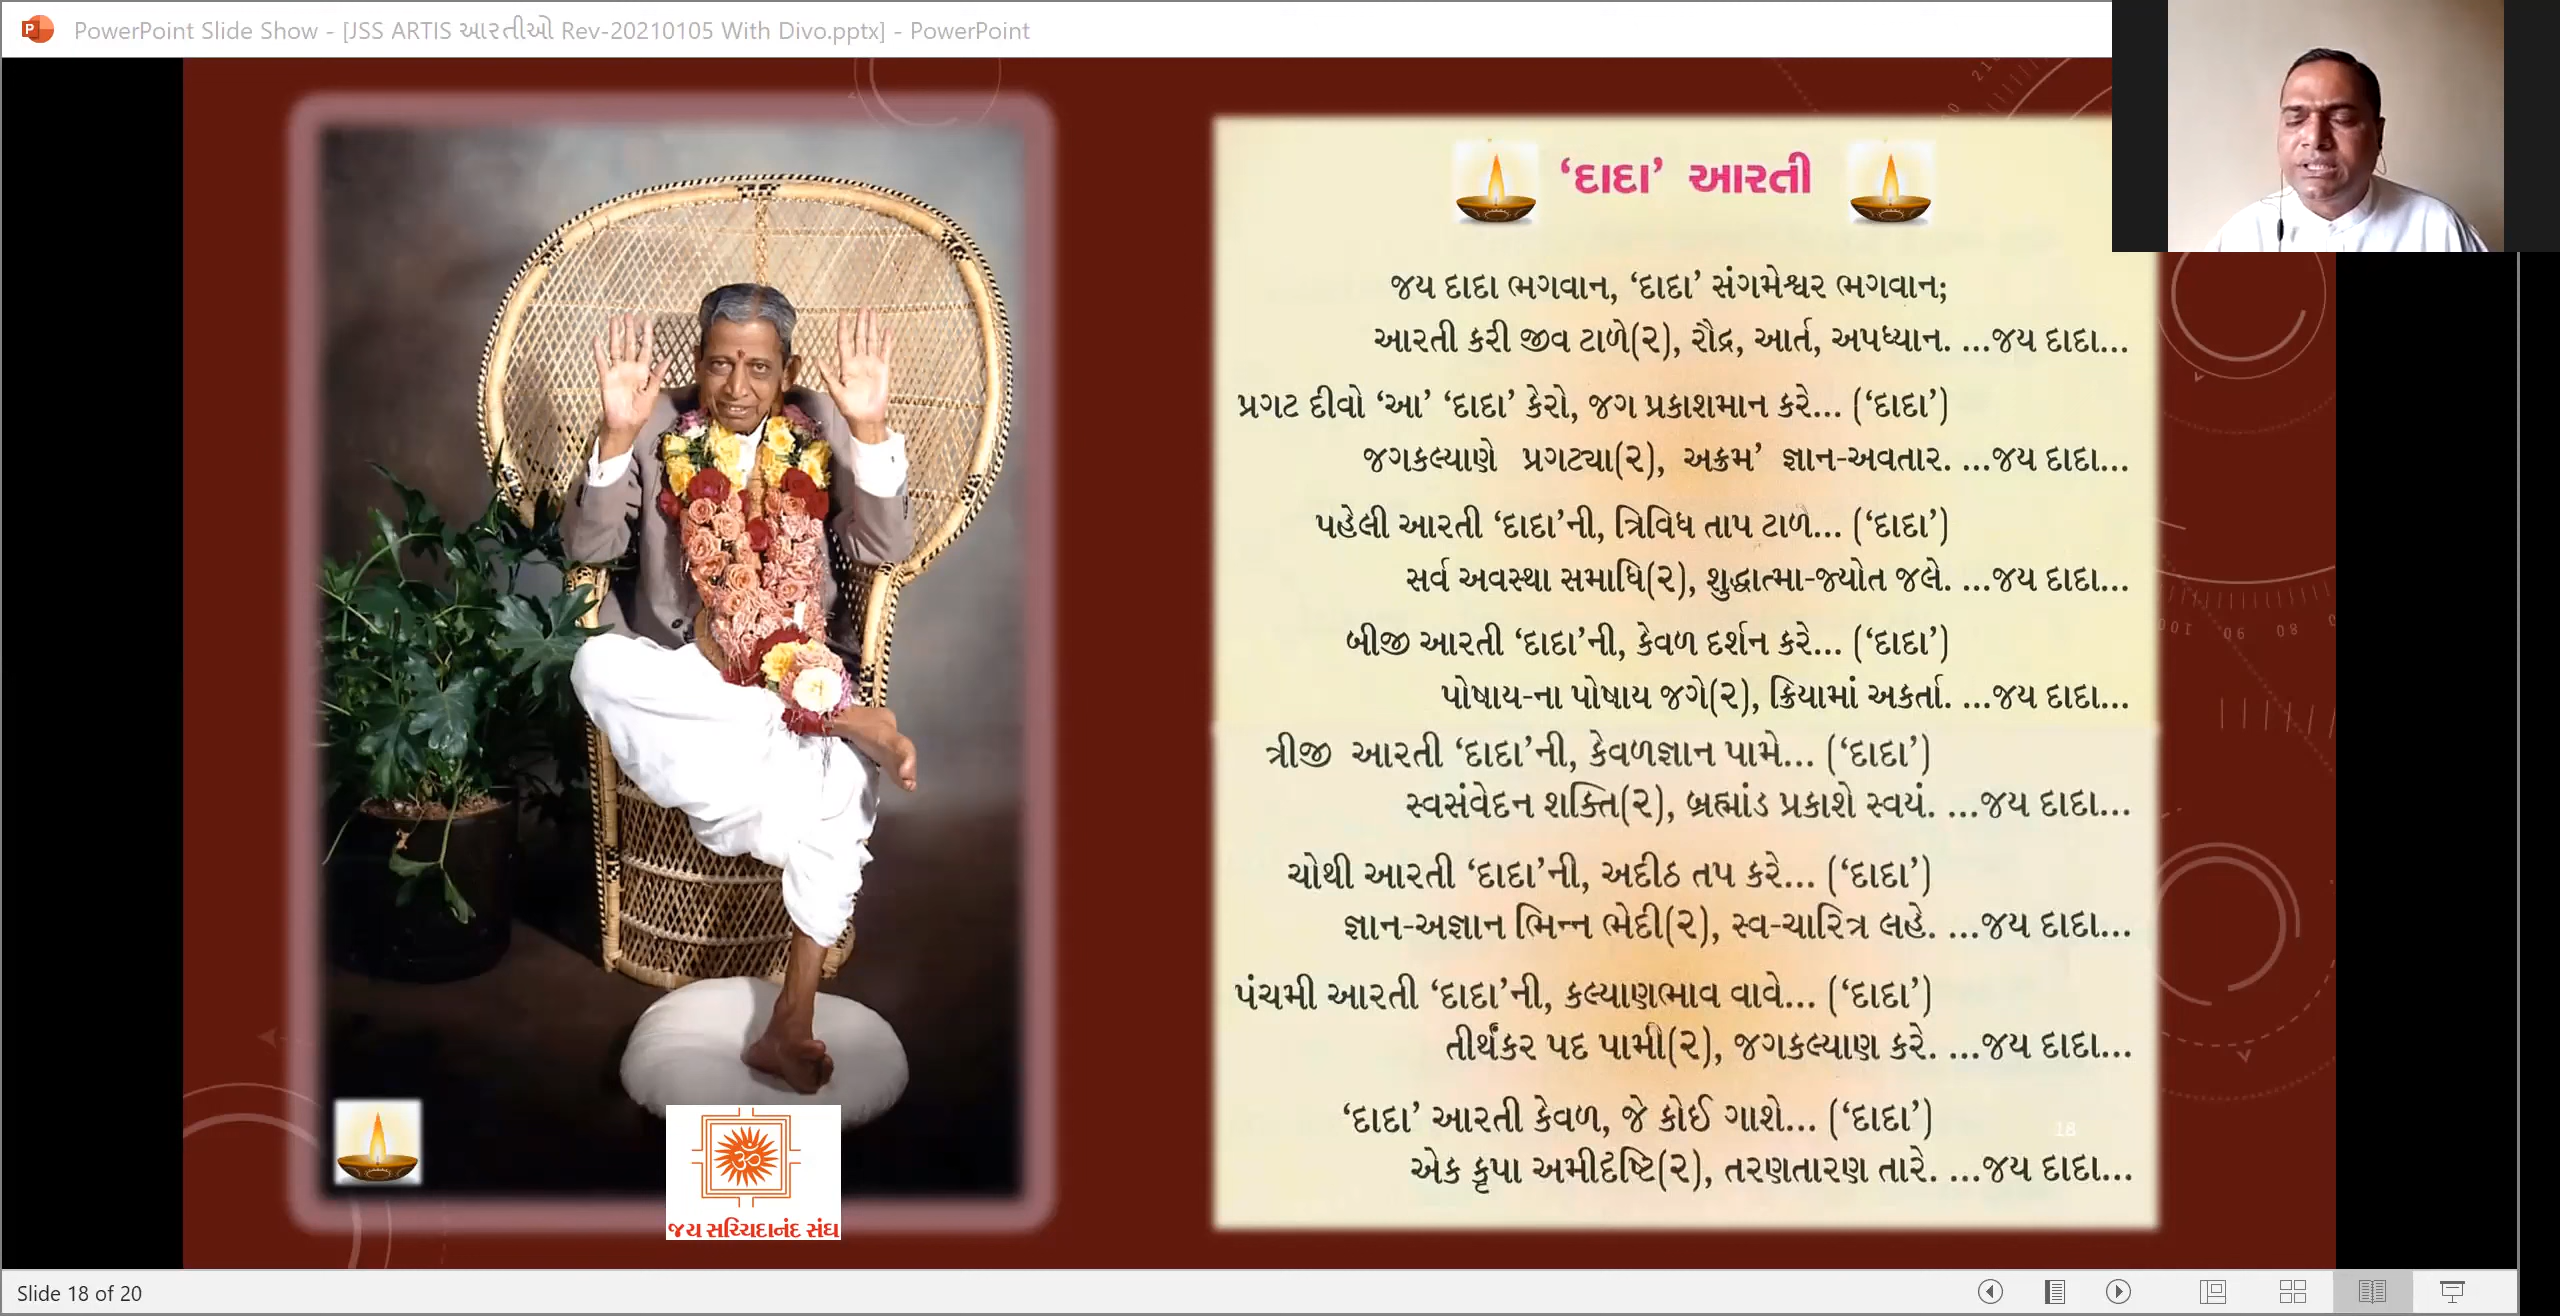 PowerPoint Slide Show - [JSS ARTIS આરતીઓ Rev-20210105 With Divo.pptx] - PowerPoint
‘દાદા’ આરતી
જય દાદા ભગવાન, ‘દાદા’ સંગમેશ્વર ભગવાન;
આરતી કરી જીવ ટાળે(૨), રૌદ્ર, આર્ત, અપધ્યાન. ...જય દાદા...
પ્રગટ દીવો ‘આ’ ‘દાદા’ કેરો, જગ પ્રકાશમાન કરે... (‘દાદા’)
જગકલ્યાણે પ્રગટ્યા(૨), અક્રમ’ જ્ઞાન-અવતાર. ...જય દાદા...
પહેલી આરતી ‘દાદા’ની, ત્રિવિધ તાપ ટાળે... (‘દાદા’)
સર્વ અવસ્થા સમાધિ(૨), શુદ્ધાત્મા-જ્યોત જલે. ...જય દાદા...
બીજી આરતી ‘દાદા’ની, કેવળ દર્શન કરે... (‘દાદા’)
પોષાય-ના પોષાય જગે(૨), ક્રિયામાં અકર્તા. ...જય દાદા...
ત્રીજી આરતી ‘દાદા’ની, કેવળજ્ઞાન પામે... (‘દાદા’)
સ્વસંવેદન શક્તિ(૨), બ્રહ્માંડ પ્રકાશે સ્વયં. ...જય દાદા...
ચોથી આરતી ‘દાદા’ની, અદીઠ તપ કરે... (‘દાદા’)
જ્ઞાન-અજ્ઞાન ભિન્ન ભેદી(૨), સ્વ-ચારિત્ર લહે. ...જય દાદા...
પંચમી આરતી ‘દાદા’ની, કલ્યાણભાવ વાવે... (‘દાદા’)
તીર્થંકર પદ પામી(૨), જગકલ્યાણ કરે. ...જય દાદા...
‘દાદા’ આરતી કેવળ, જે કોઈ ગાશે... (‘દાદા’)
એક કૃપા અમીદૃષ્ટિ(૨), તરણતારણ તારે. ...જય દાદા...
18
ૐ
જય સચ્ચિદાનંદ સંઘ
210
100 90 80
Slide 18 of 20